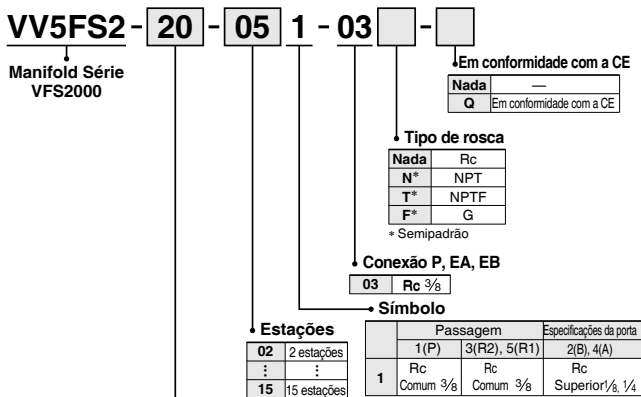 VV5FS2 - 20 - 05 1 - 03 -
Manifold Série
VFS2000
Em conformidade com a CE
Nada —
Q Em conformidade com a CE
Tipo de rosca
Nada Rc
N* NPT
T* NPTF
F* G
* Semipadrão
Conexão P, EA, EB
03 Rc 3/8
Símbolo
Passagem Especificações da porta
1(P) 3(R2), 5(R1) 2(B), 4(A)
1 Rc Rc Rc
Comum 3/8 Comum 3/8 Superior1/8, 1/4
Estações
02 2 estações
⋮ ⋮
15 15 estações